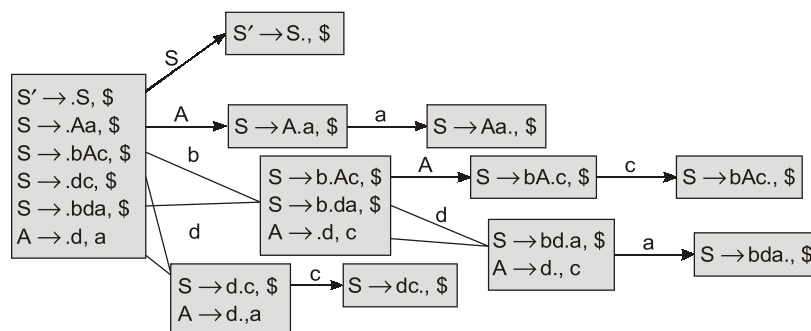 S′ → S., $
S
S′ → .S, $
S → .Aa, $
S → .bAc, $
S → .dc, $
S → .bda, $
A → .d, a
A
S → A.a, $
a
S → Aa., $
b
S → b.Ac, $
S → b.da, $
A → .d, c
A
S → bA.c, $
c
S → bAc., $
d
d
S → bd.a, $
A → d., c
a
S → bda., $
S → d.c, $
A → d.,a
c
S → dc., $